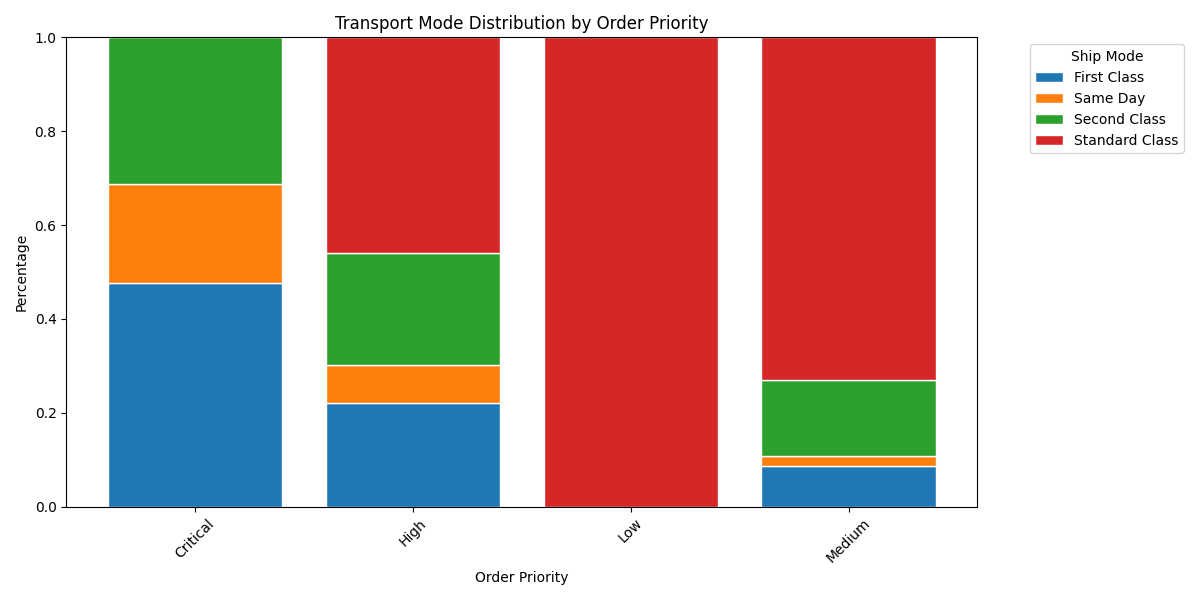 Transport Mode Distribution by Order Priority
Ship Mode
First Class
Same Day
Second Class
Standard Class
Percentage
1.0
0.8
0.6
0.4
0.2
0.0
Critical
High
Low
Medium
Order Priority